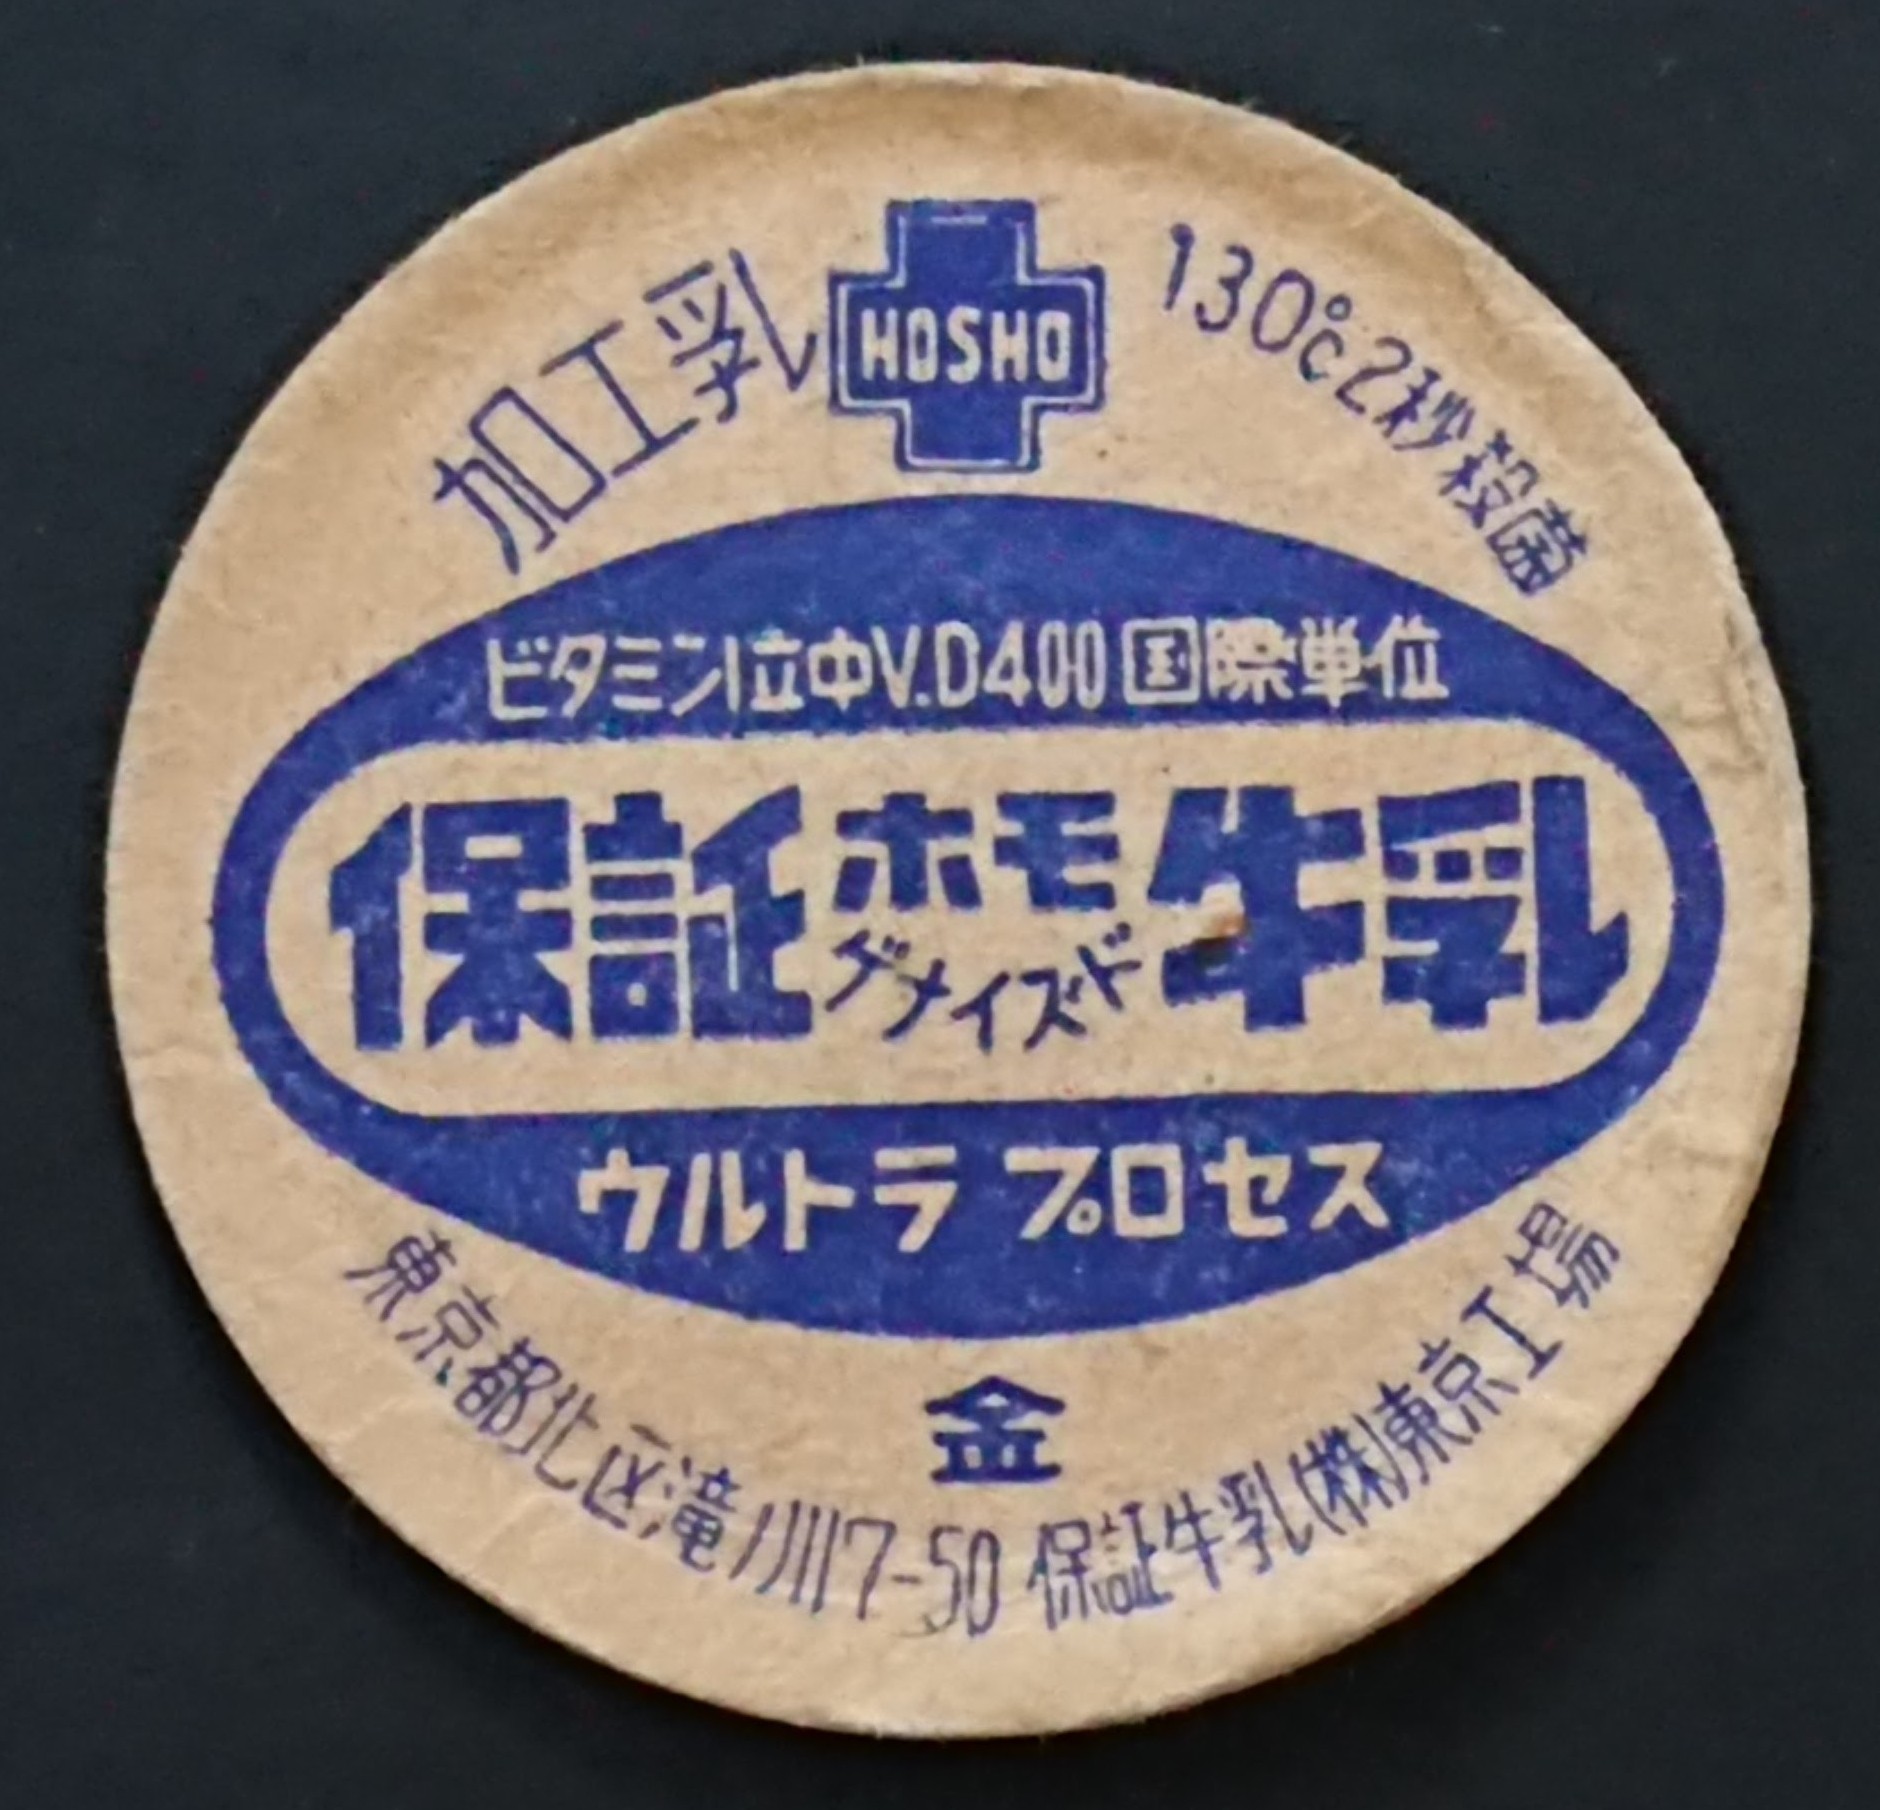 加工乳
HOSHO
130℃2秒殺菌
ビタミン1立中V.D400国際単位
保証ホモ牛乳
ゲナイズド
ウルトラ プロセス
金
東京都北区滝ノ川7-50 保証牛乳(株)東京工場